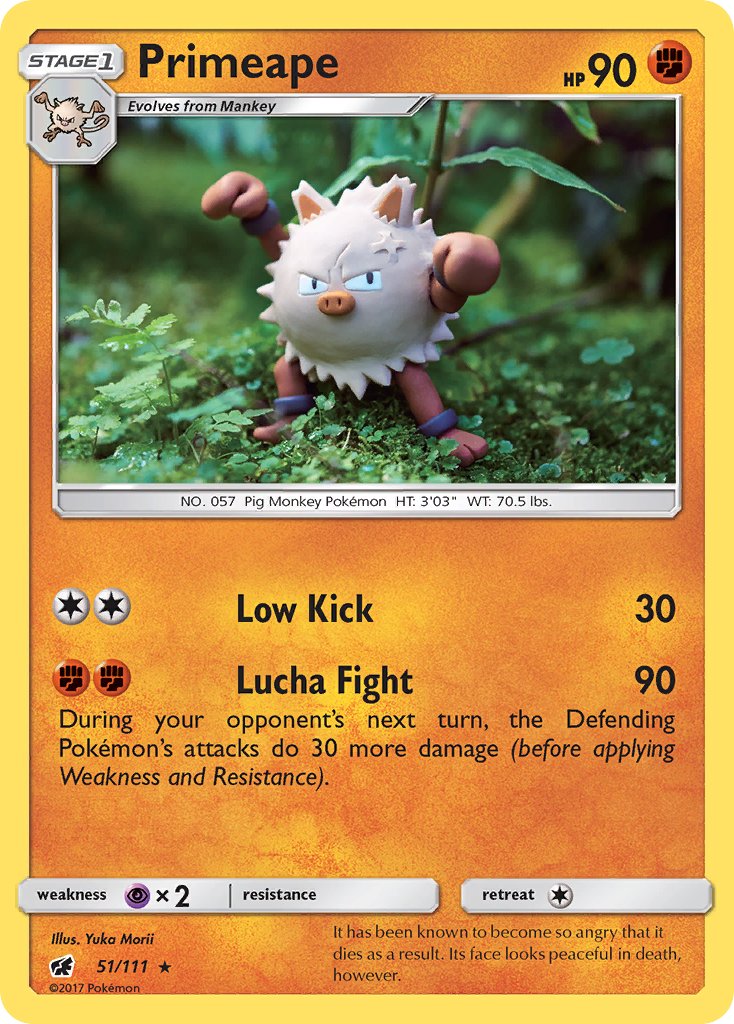 STAGE1
Primeape
HP 90
Evolves from Mankey
NO. 057 Pig Monkey Pokémon HT: 3'03" WT: 70.5 lbs.
Low Kick 30
Lucha Fight 90
During your opponent's next turn, the Defending
Pokémon's attacks do 30 more damage (before applying
Weakness and Resistance).
weakness × 2 resistance retreat
Illus. Yuka Morii
51/111 ★
©2017 Pokémon
It has been known to become so angry that it
dies as a result. Its face looks peaceful in death,
however.